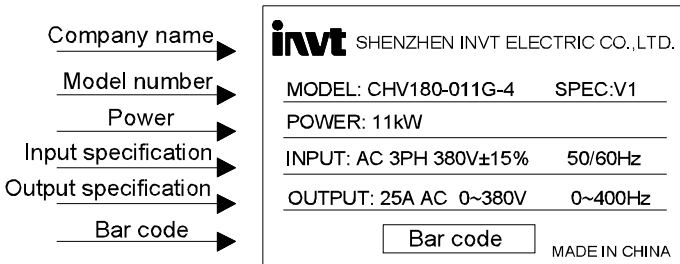 Company name
invt SHENZHEN INVT ELECTRIC CO.,LTD.
Model number
MODEL: CHV180-011G-4 SPEC:V1
Power
POWER: 11kW
Input specification
INPUT: AC 3PH 380V±15% 50/60Hz
Output specification
OUTPUT: 25A AC 0~380V 0~400Hz
Bar code
Bar code
MADE IN CHINA